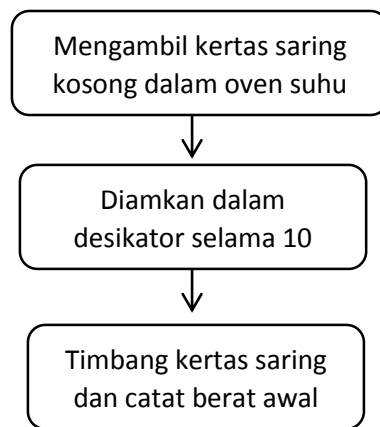 Mengambil kertas saring
kosong dalam oven suhu
Diamkan dalam
desikator selama 10
Timbang kertas saring
dan catat berat awal